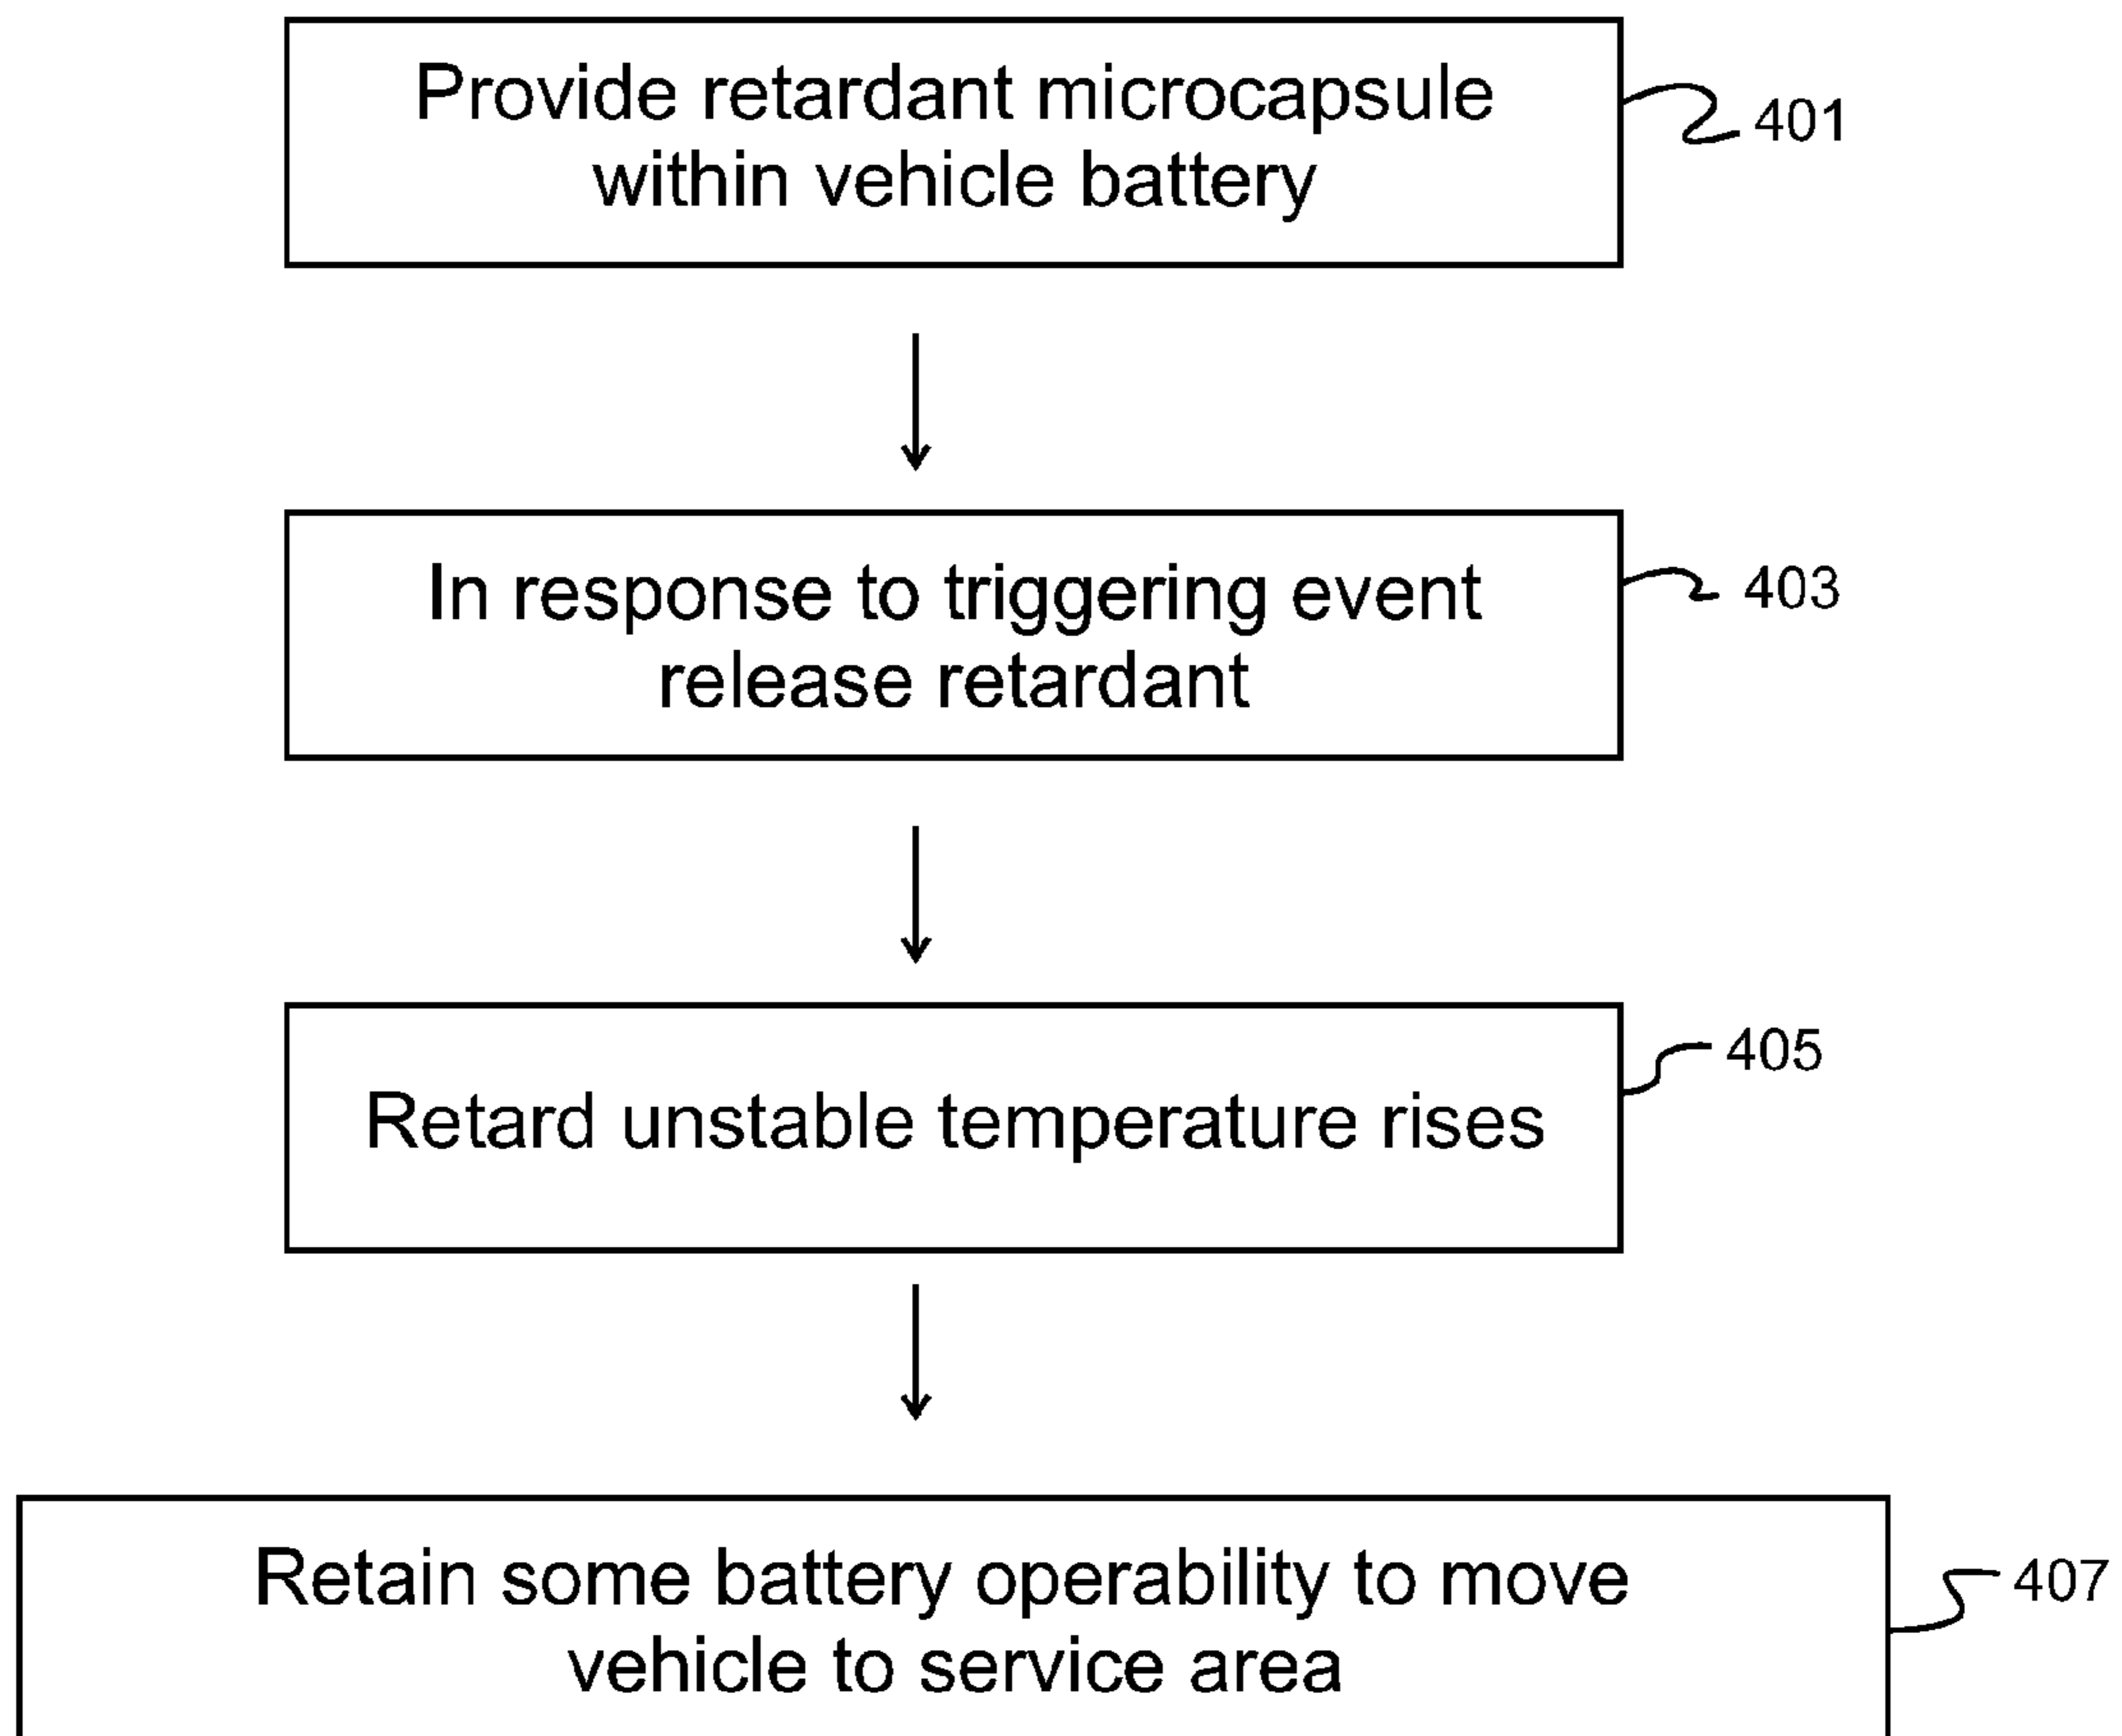 Provide retardant microcapsule
within vehicle battery
401
In response to triggering event
release retardant
403
Retard unstable temperature rises
405
Retain some battery operability to move
vehicle to service area
407